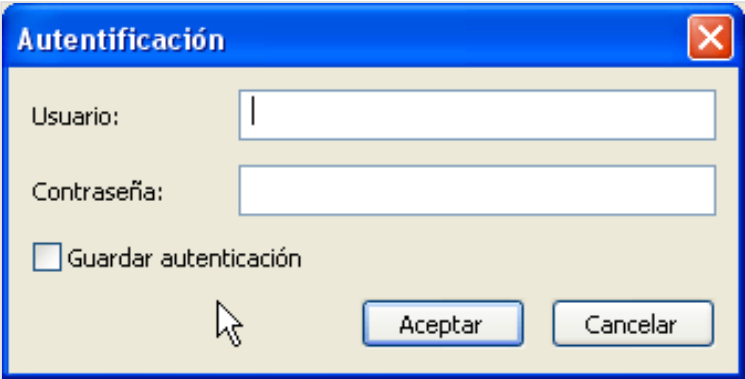 Autentificación
Usuario:
Contraseña:
Guardar autenticación
Aceptar Cancelar